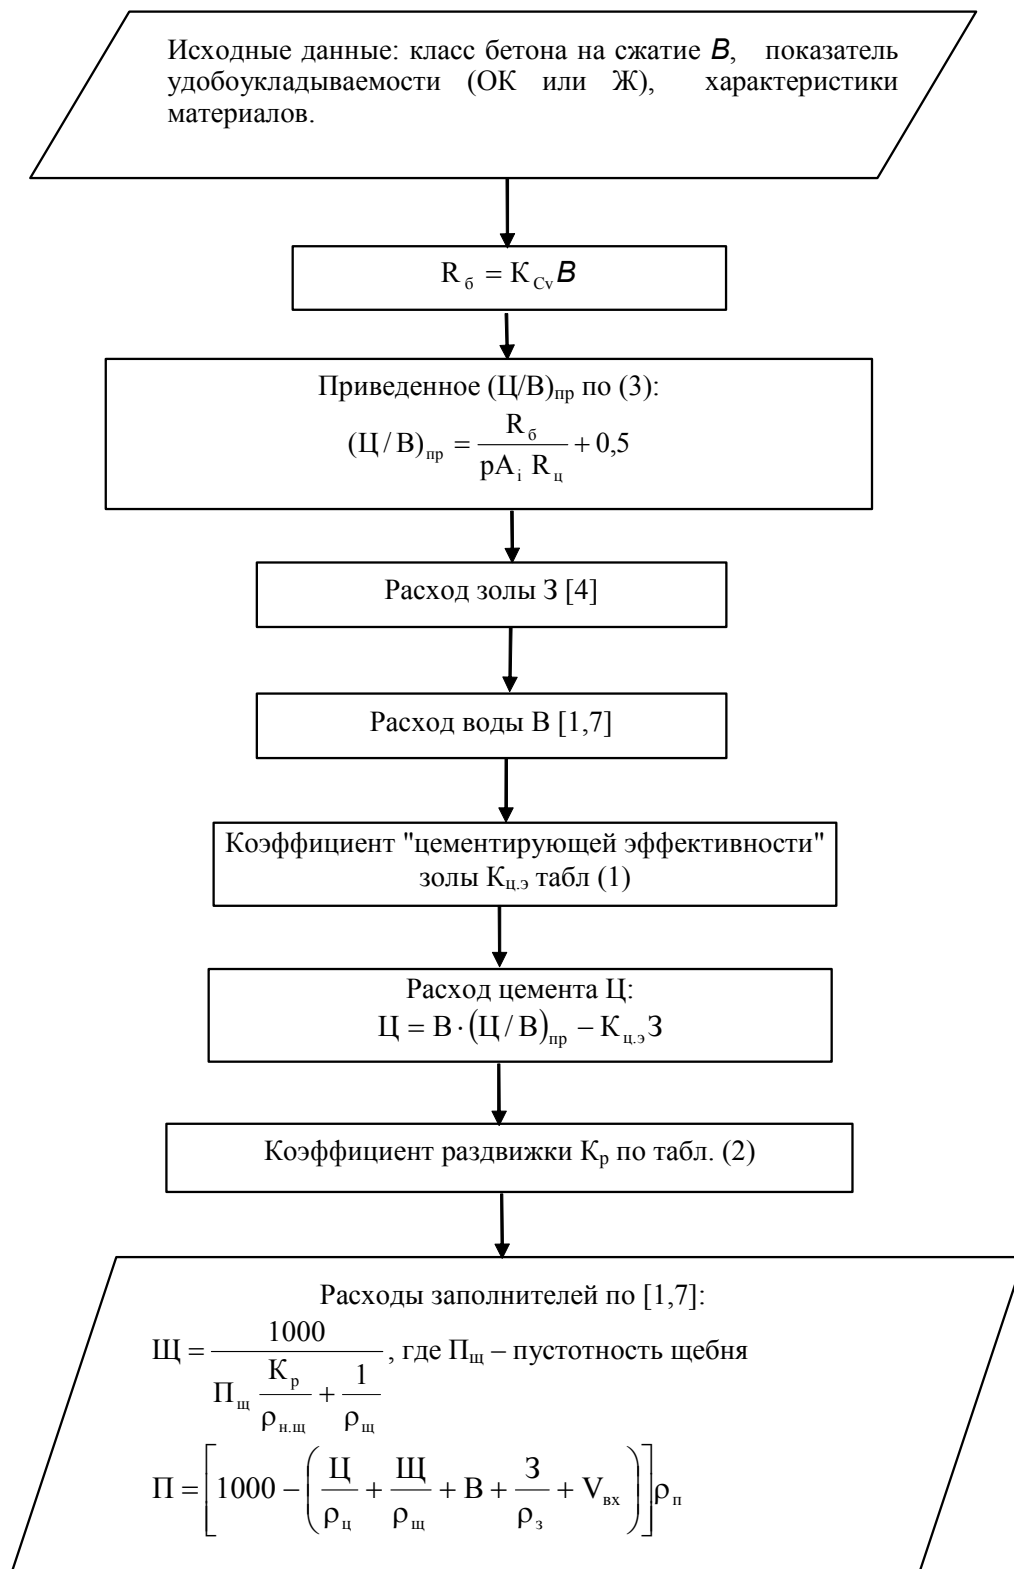 Исходные данные: класс бетона на сжатие B, показатель
удобоукладываемости (ОК или Ж), характеристики
материалов.
R_б = К_Cv B
Приведенное (Ц/В)_пр по (3):
(Ц / В)_пр = R_б / (pA_i R_ц) + 0,5
Расход золы З [4]
Расход воды В [1,7]
Коэффициент "цементирующей эффективности"
золы К_ц.э табл (1)
Расход цемента Ц:
Ц = В · (Ц / В)_пр − К_ц.э З
Коэффициент раздвижки К_р по табл. (2)
Расходы заполнителей по [1,7]:
Щ = 1000 / (П_щ К_р / ρ_н.щ + 1 / ρ_щ), где П_щ – пустотность щебня
П = [1000 − (Ц / ρ_ц + Щ / ρ_щ + В + З / ρ_з + V_вх)] ρ_п